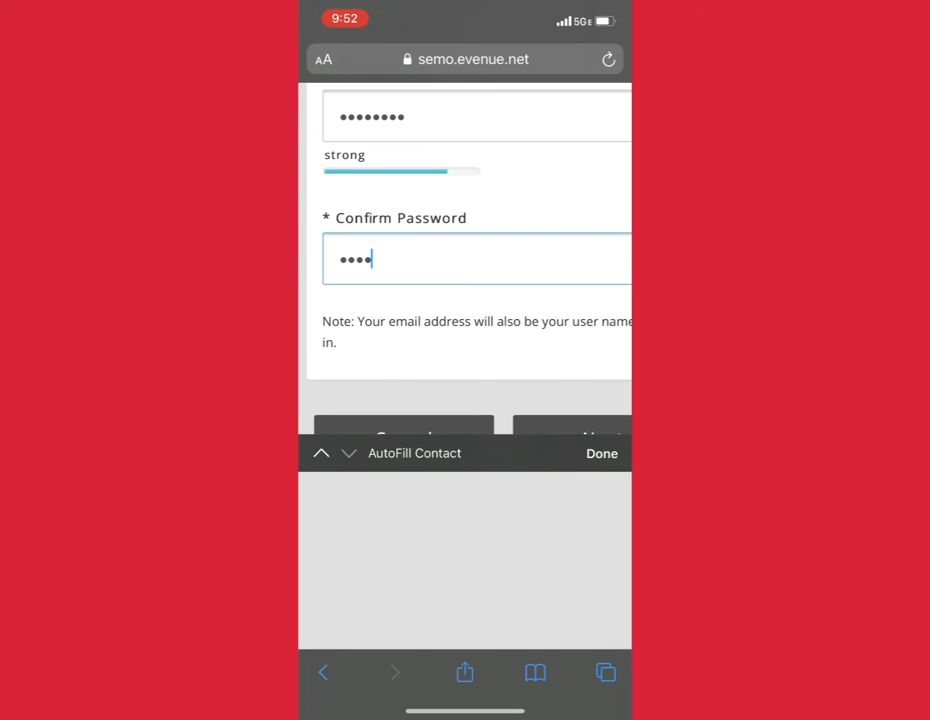 9:52
5GE
AA
semo.evenue.net
••••••••
strong
* Confirm Password
••••
Note: Your email address will also be your user name
in.
AutoFill Contact
Done